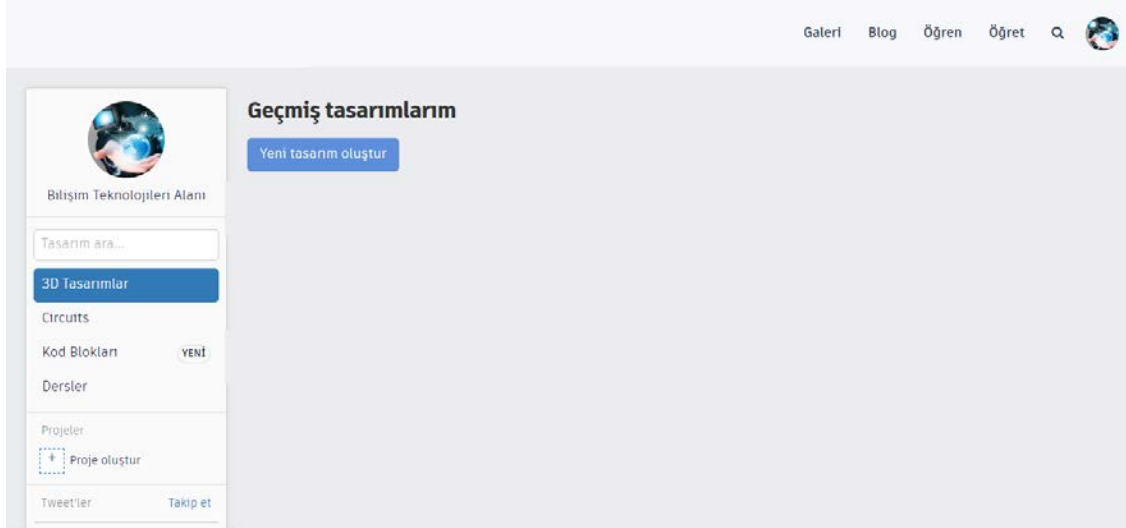 Galeri Blog Öğren Öğret
Geçmiş tasarımlarım
Yeni tasarım oluştur
Bilişim Teknolojileri Alanı
Tasarım ara...
3D Tasarımlar
Circuits
Kod Blokları YENİ
Dersler
Projeler
+ Proje oluştur
Tweet'ler Takip et